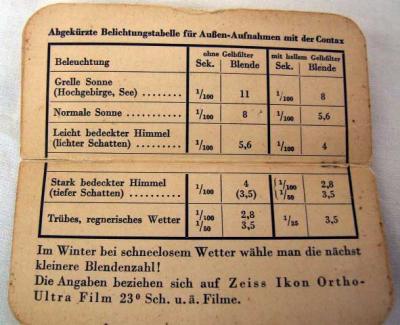 Abgekürzte Belichtungstabelle für Außen-Aufnahmen mit der Contax
ohne Gelbfilter mit hellem Gelbfilter
Beleuchtung Sek. Blende Sek. Blende
Grelle Sonne
(Hochgebirge, See) ........ 1/100 11 1/100 8
Normale Sonne ........... 1/100 8 1/100 5,6
Leicht bedeckter Himmel
(lichter Schatten) .......... 1/100 5,6 1/100 4
Stark bedeckter Himmel 4 1/100 2,8
(tiefer Schatten) ........... 1/100 (3,5) 1/50 3,5
Trübes, regnerisches Wetter 1/100 2,8 1/25 3,5
1/50 3,5
Im Winter bei schneelosem Wetter wähle man die nächst
kleinere Blendenzahl!
Die Angaben beziehen sich auf Zeiss Ikon Ortho-
Ultra Film 23° Sch. u. ä. Filme.